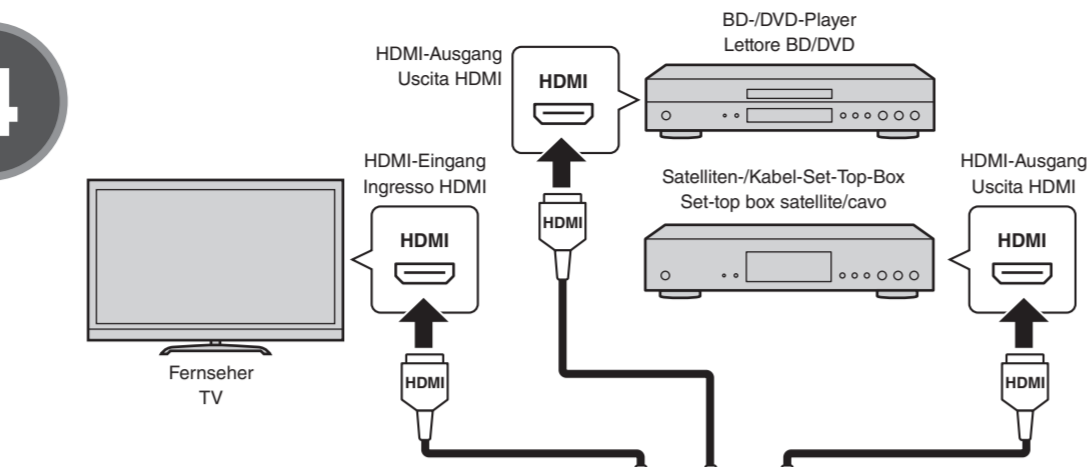 4
BD-/DVD-Player
Lettore BD/DVD
HDMI-Ausgang
Uscita HDMI
HDMI
HDMI-Eingang
Ingresso HDMI
HDMI
Satelliten-/Kabel-Set-Top-Box
Set-top box satellite/cavo
HDMI-Ausgang
Uscita HDMI
HDMI
HDMI
Fernseher
TV
HDMI
HDMI